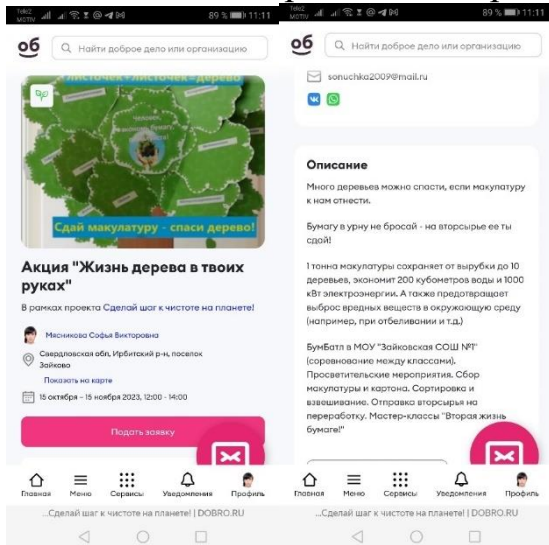 Tele2
MOTIV
89 %
11:11
об
Найти доброе дело или организацию
листочек+листочек=дерево
Сдай макулатуру - спаси дерево!
Акция "Жизнь дерева в твоих
руках"
В рамках проекта Сделай шаг к чистоте на планете!
Мясникова Софья Викторовна
Свердловская обл, Ирбитский р-н, поселок
Зайково
Показать на карте
15 октября - 15 ноября 2023, 12:00 - 14:00
Подать заявку
Главная Меню Сервисы Уведомления Профиль
...Сделай шаг к чистоте на планете! | DOBRO.RU
Tele2
MOTIV
89 %
11:11
об
Найти доброе дело или организацию
sonuchka2009@mail.ru
Описание
Много деревьев можно спасти, если макулатуру
к нам отнести.
Бумагу в урну не бросай - на вторсырье ее ты
сдай!
1 тонна макулатуры сохраняет от вырубки до 10
деревьев, экономит 200 кубометров воды и 1000
кВт электроэнергии. А также предотвращает
выброс вредных веществ в окружающую среду
(например, при отбеливании и т.д.)
БумБатл в МОУ "Зайковская СОШ №1"
(соревнование между классами).
Просветительские мероприятия. Сбор
макулатуры и картона. Сортировка и
взвешивание. Отправка вторсырья на
переработку. Мастер-классы "Вторая жизнь
бумаге!"
Главная Меню Сервисы Уведомления Профиль
...Сделай шаг к чистоте на планете! | DOBRO.RU